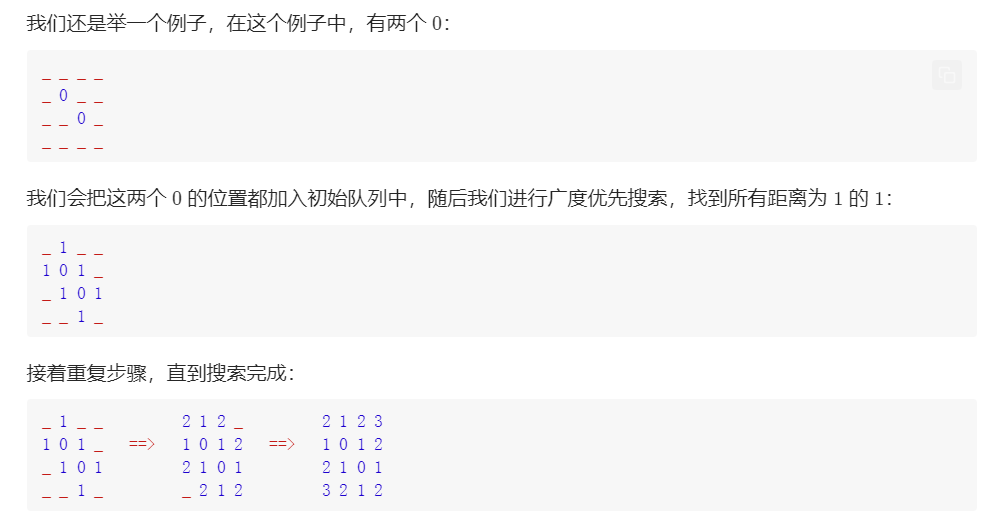 我们还是举一个例子，在这个例子中，有两个 0：
_ _ _ _
_ 0 _ _
_ _ 0 _
_ _ _ _
我们会把这两个 0 的位置都加入初始队列中，随后我们进行广度优先搜索，找到所有距离为 1 的 1：
_ 1 _ _
1 0 1 _
_ 1 0 1
_ _ 1 _
接着重复步骤，直到搜索完成：
_ 1 _ _         2 1 2 _         2 1 2 3
1 0 1 _   ==>   1 0 1 2   ==>   1 0 1 2
_ 1 0 1         2 1 0 1         2 1 0 1
_ _ 1 _         _ 2 1 2         3 2 1 2